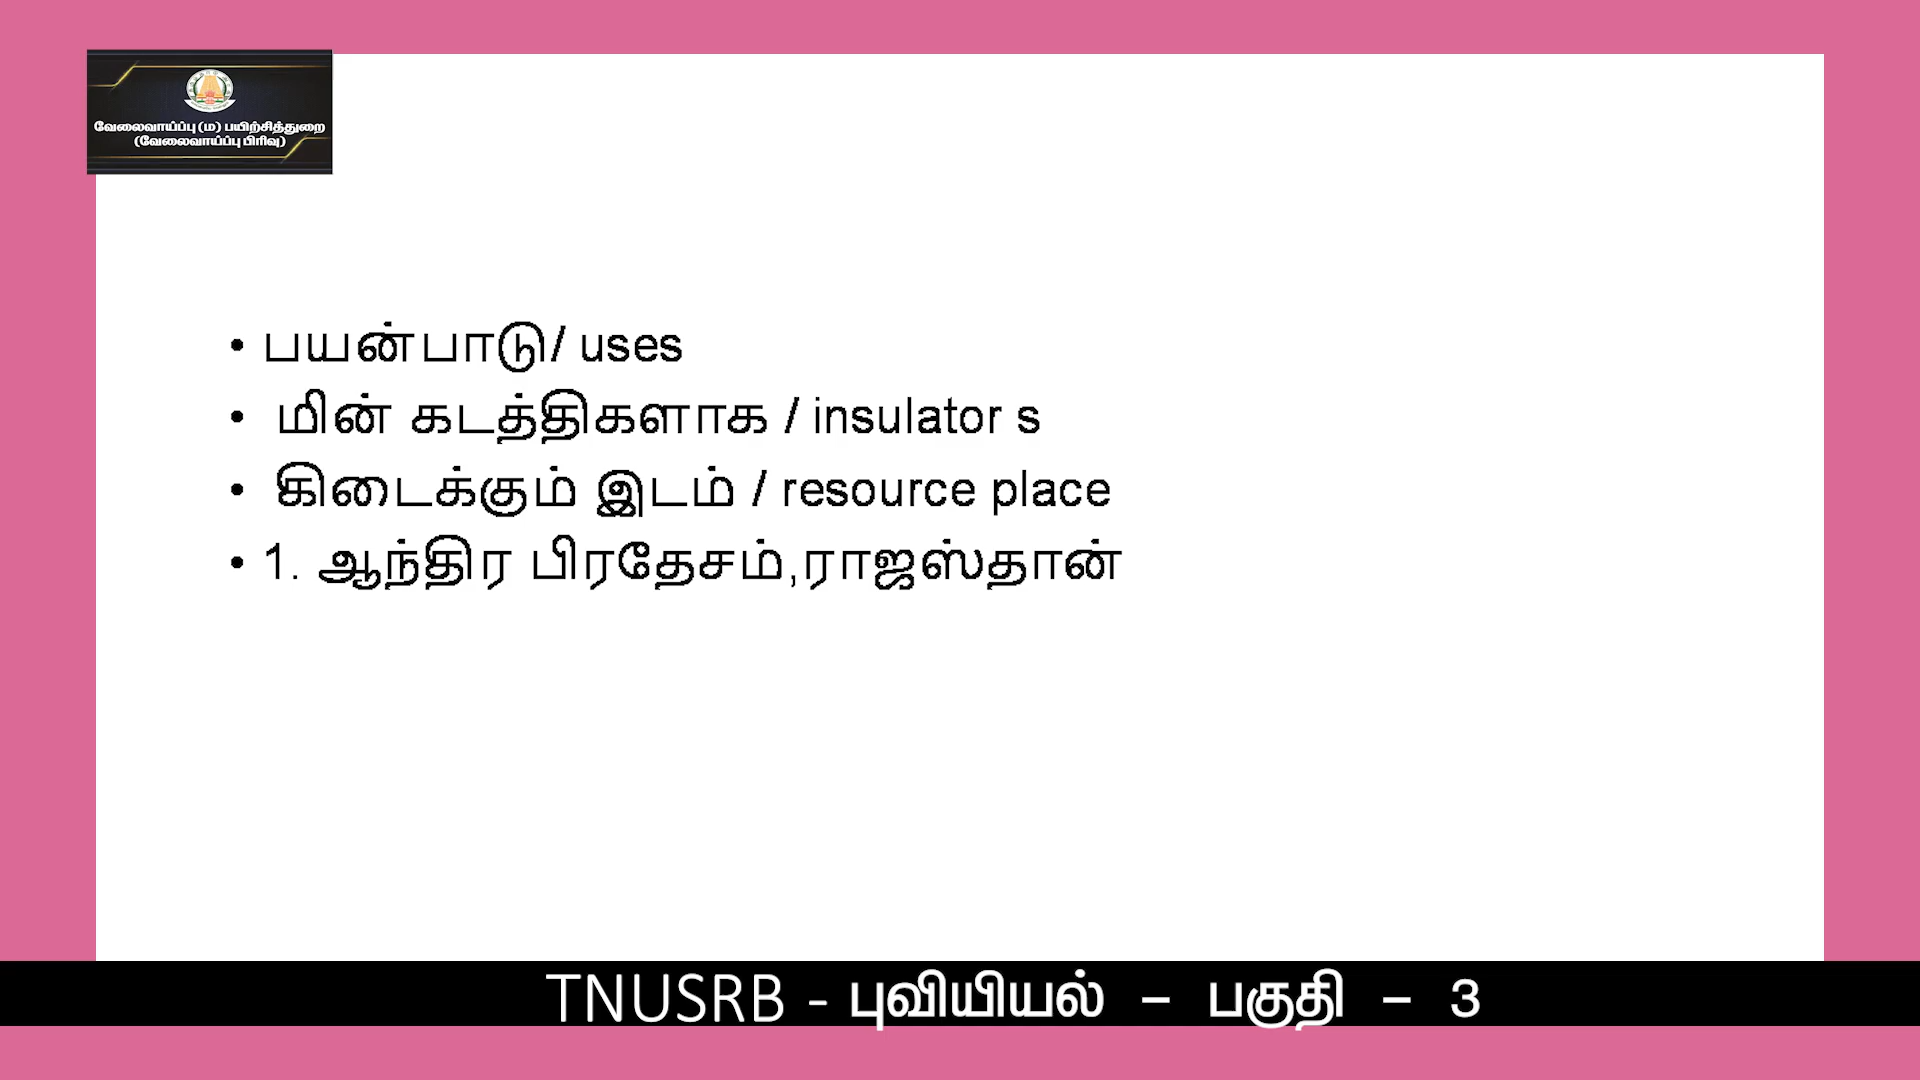 வேலைவாய்ப்பு (ம) பயிற்சித்துறை
(வேலைவாய்ப்பு பிரிவு)
• பயன்பாடு/ uses
• மின் கடத்திகளாக / insulator s
• கிடைக்கும் இடம் / resource place
• 1. ஆந்திர பிரதேசம்,ராஜஸ்தான்
TNUSRB - புவியியல் – பகுதி – 3